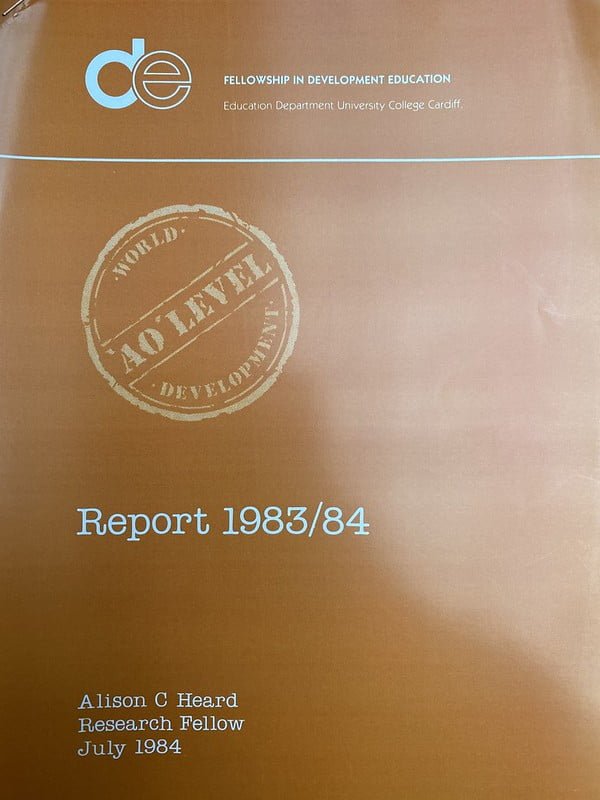 de
FELLOWSHIP IN DEVELOPMENT EDUCATION
Education Department University College Cardiff.
·WORLD·
'AO' LEVEL
·DEVELOPMENT·
Report 1983/84
Alison C Heard
Research Fellow
July 1984